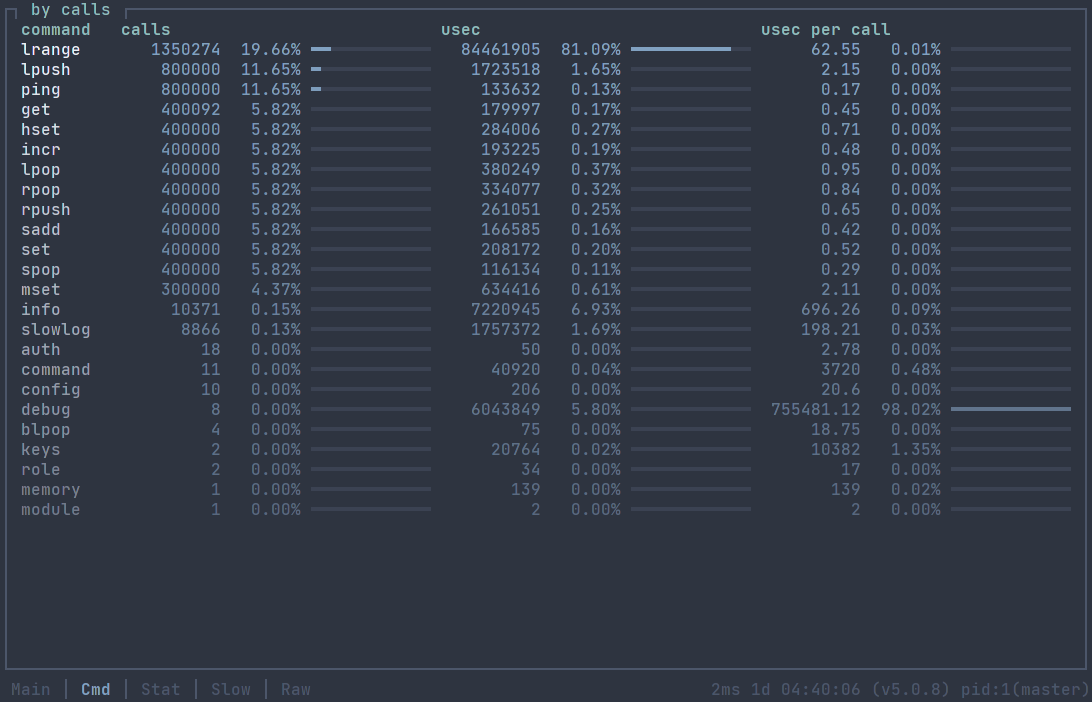 by calls
command calls usec usec per call
lrange 1350274 19.66% 84461905 81.09% 62.55 0.01%
lpush 800000 11.65% 1723518 1.65% 2.15 0.00%
ping 800000 11.65% 133632 0.13% 0.17 0.00%
get 400092 5.82% 179997 0.17% 0.45 0.00%
hset 400000 5.82% 284006 0.27% 0.71 0.00%
incr 400000 5.82% 193225 0.19% 0.48 0.00%
lpop 400000 5.82% 380249 0.37% 0.95 0.00%
rpop 400000 5.82% 334077 0.32% 0.84 0.00%
rpush 400000 5.82% 261051 0.25% 0.65 0.00%
sadd 400000 5.82% 166585 0.16% 0.42 0.00%
set 400000 5.82% 208172 0.20% 0.52 0.00%
spop 400000 5.82% 116134 0.11% 0.29 0.00%
mset 300000 4.37% 634416 0.61% 2.11 0.00%
info 10371 0.15% 7220945 6.93% 696.26 0.09%
slowlog 8866 0.13% 1757372 1.69% 198.21 0.03%
auth 18 0.00% 50 0.00% 2.78 0.00%
command 11 0.00% 40920 0.04% 3720 0.48%
config 10 0.00% 206 0.00% 20.6 0.00%
debug 8 0.00% 6043849 5.80% 755481.12 98.02%
blpop 4 0.00% 75 0.00% 18.75 0.00%
keys 2 0.00% 20764 0.02% 10382 1.35%
role 2 0.00% 34 0.00% 17 0.00%
memory 1 0.00% 139 0.00% 139 0.02%
module 1 0.00% 2 0.00% 2 0.00%
Main | Cmd | Stat | Slow | Raw 2ms 1d 04:40:06 (v5.0.8) pid:1(master)